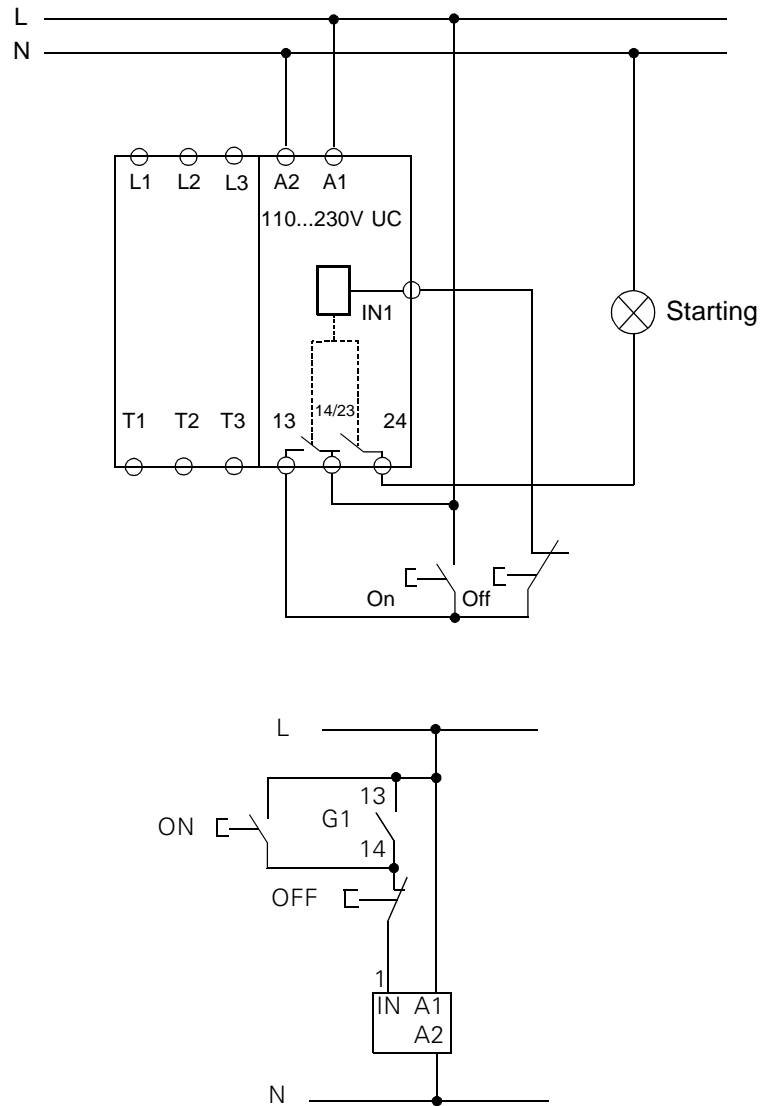 L
N
L1 L2 L3 A2 A1
110...230V UC
IN1
Starting
T1 T2 T3 13 14/23 24
On Off
L
13
ON G1
14
OFF
1
IN A1
A2
N